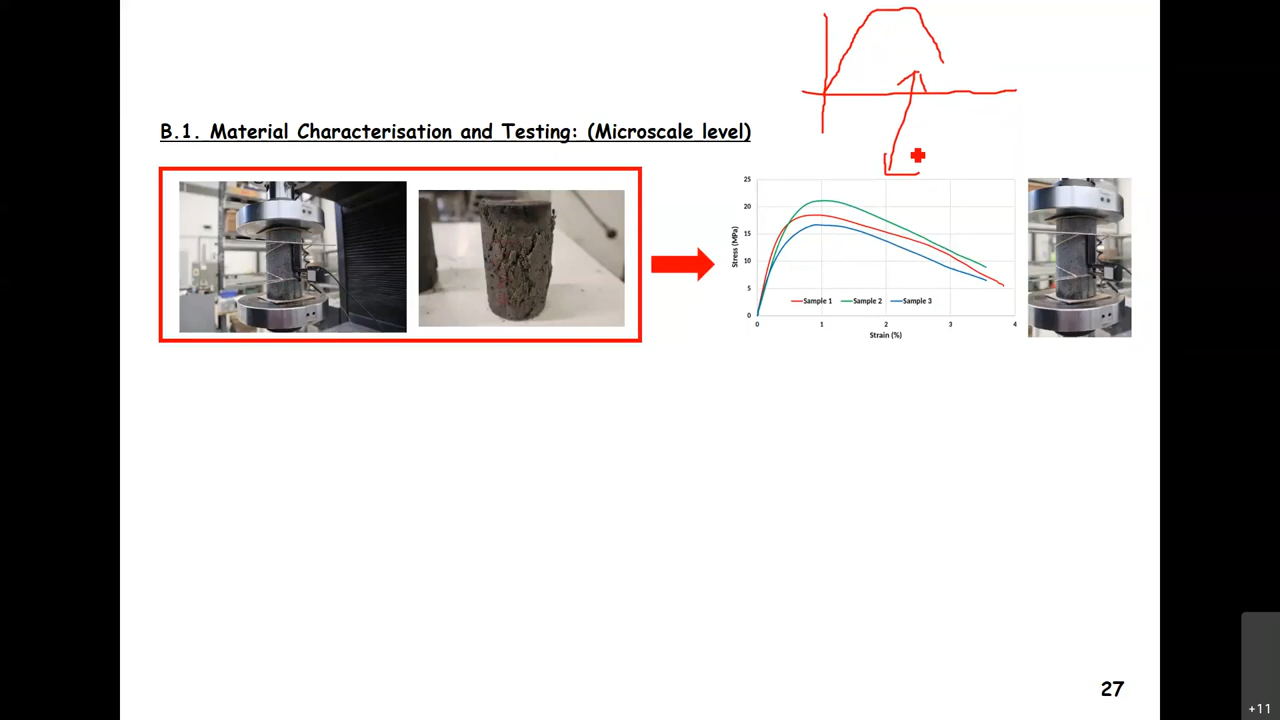 B.1. Material Characterisation and Testing: (Microscale level)
25
20
15
10
5
0
Stress (MPa)
Sample 1 Sample 2 Sample 3
0 1 2 3 4
Strain (%)
27
+11